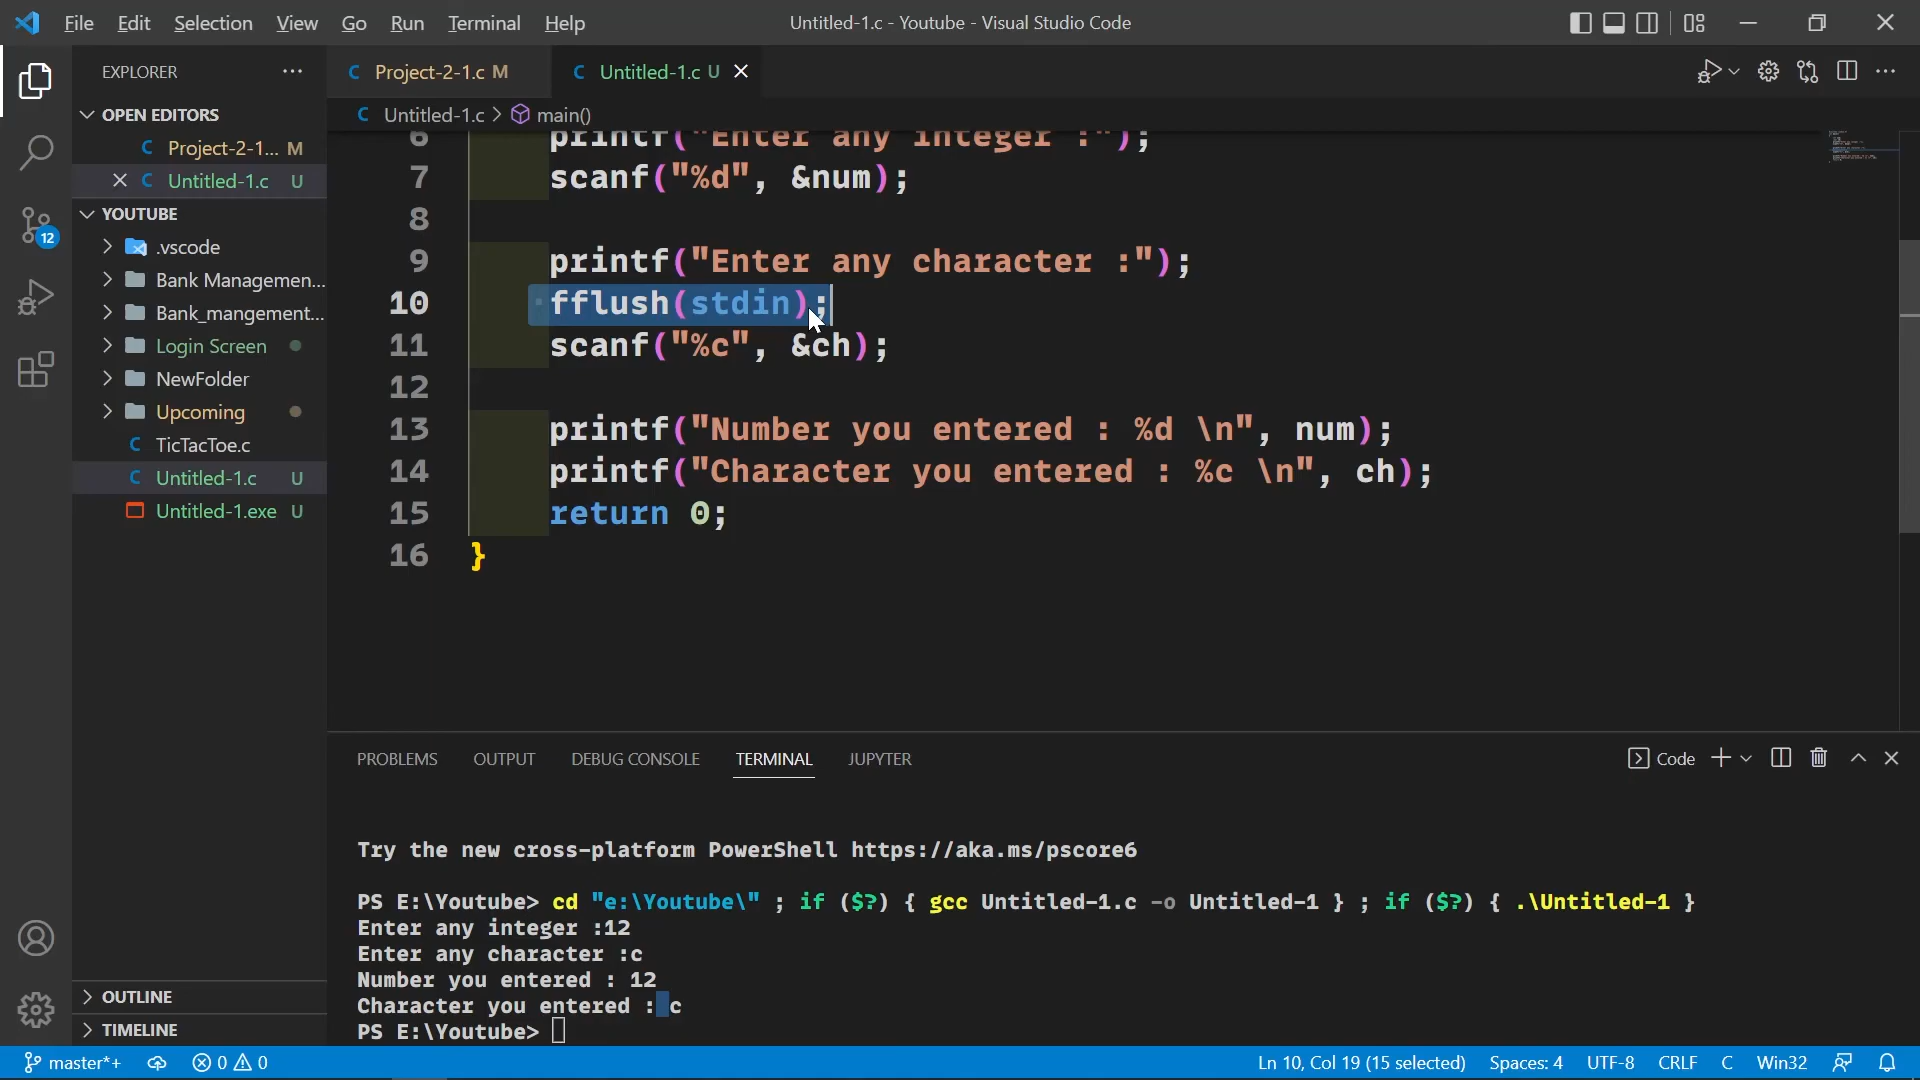 File Edit Selection View Go Run Terminal Help
Untitled-1.c - Youtube - Visual Studio Code
EXPLORER
OPEN EDITORS
Project-2-1... M
Untitled-1.c U
YOUTUBE
.vscode
Bank Managemen...
Bank_mangement...
Login Screen
NewFolder
Upcoming
TicTacToe.c
Untitled-1.c U
Untitled-1.exe U
OUTLINE
TIMELINE
12
Project-2-1.c M
Untitled-1.c U
Untitled-1.c > main()
6 printf("Enter any integer :");
7 scanf("%d", &num);
8
9 printf("Enter any character :");
10 fflush(stdin);
11 scanf("%c", &ch);
12
13 printf("Number you entered : %d \n", num);
14 printf("Character you entered : %c \n", ch);
15 return 0;
16 }
PROBLEMS OUTPUT DEBUG CONSOLE TERMINAL JUPYTER
Code
Try the new cross-platform PowerShell https://aka.ms/pscore6
PS E:\Youtube> cd "e:\Youtube\" ; if ($?) { gcc Untitled-1.c -o Untitled-1 } ; if ($?) { .\Untitled-1 }
Enter any integer :12
Enter any character :c
Number you entered : 12
Character you entered : c
PS E:\Youtube>
master*+ 0 0
Ln 10, Col 19 (15 selected) Spaces: 4 UTF-8 CRLF C Win32